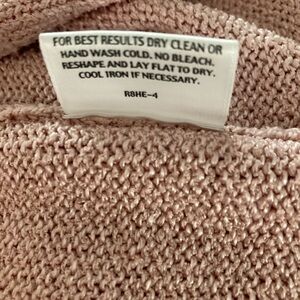 FOR BEST RESULTS DRY CLEAN OR
HAND WASH COLD. NO BLEACH.
RESHAPE AND LAY FLAT TO DRY.
COOL IRON IF NECESSARY.
R8HE-4